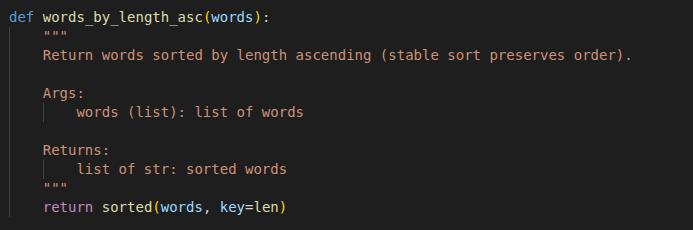 def words_by_length_asc(words):
    """
    Return words sorted by length ascending (stable sort preserves order).

    Args:
        words (list): list of words

    Returns:
        list of str: sorted words
    """
    return sorted(words, key=len)